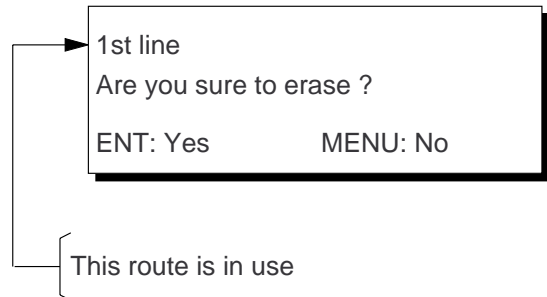 1st line
Are you sure to erase ?
ENT: Yes MENU: No
This route is in use